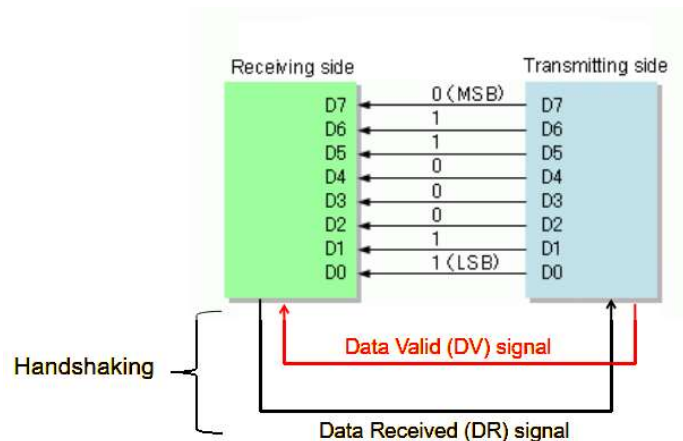 Receiving side
Transmitting side
D7 0 (MSB) D7
D6 1 D6
D5 1 D5
D4 0 D4
D3 0 D3
D2 0 D2
D1 1 D1
D0 1 (LSB) D0
Data Valid (DV) signal
Handshaking
Data Received (DR) signal